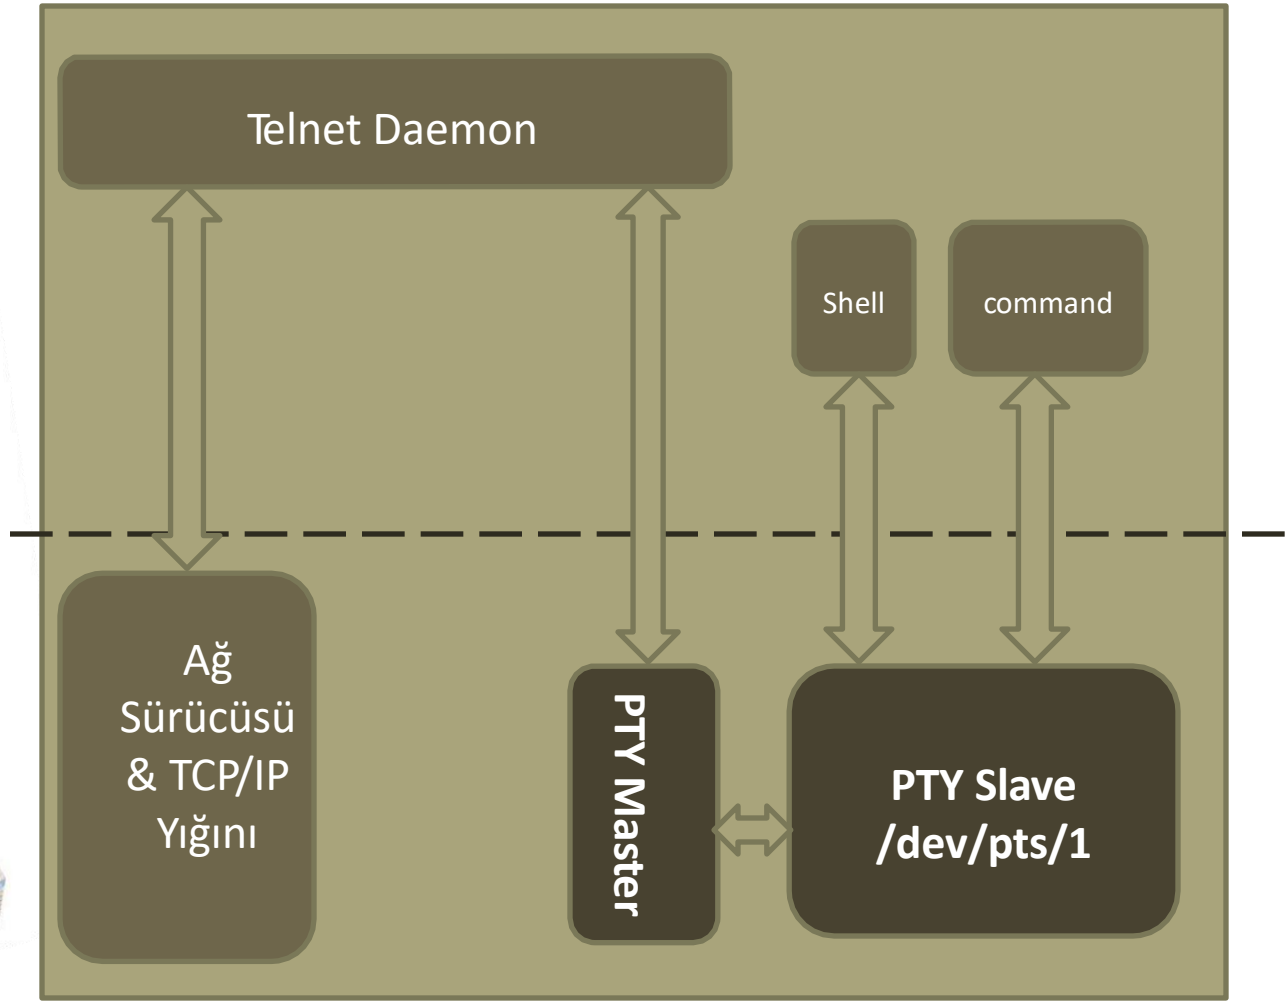 Telnet Daemon
Shell
command
Ağ
Sürücüsü
& TCP/IP
Yığını
PTY Master
PTY Slave
/dev/pts/1